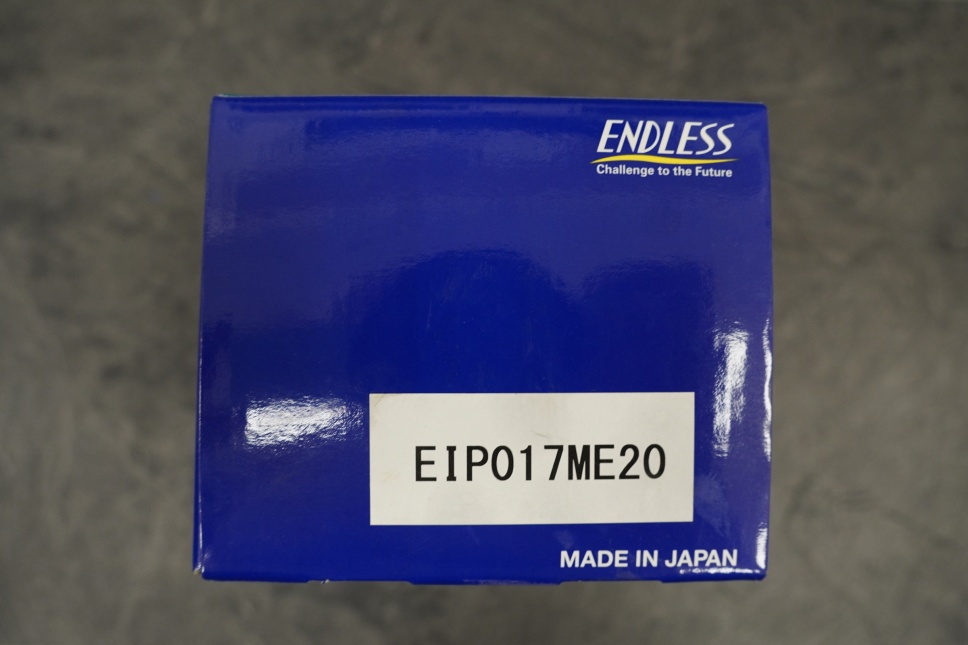 ENDLESS
Challenge to the Future
EIP017ME20
MADE IN JAPAN